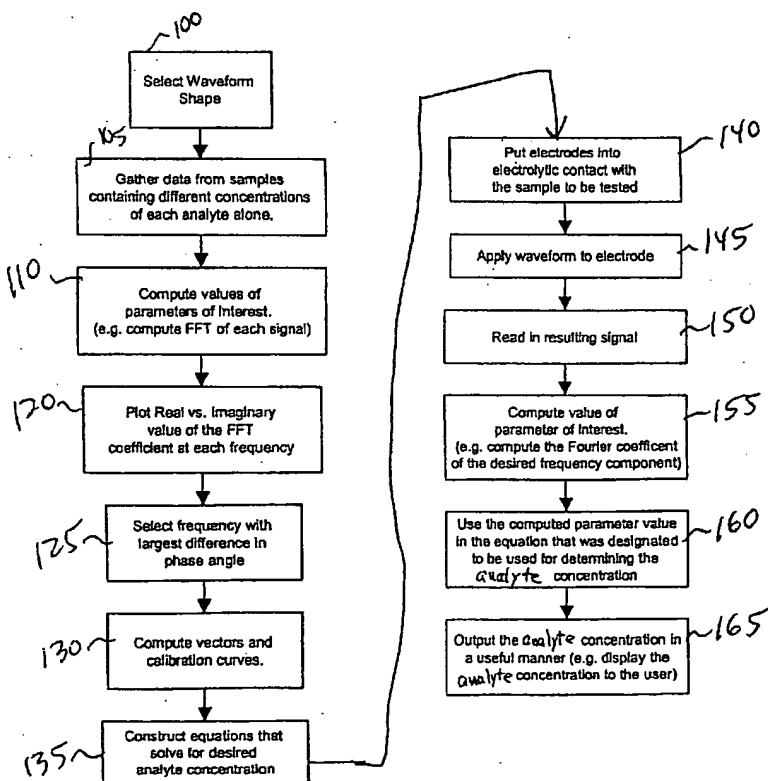 100
Select Waveform
Shape
105
Gather data from samples
containing different concentrations
of each analyte alone.
110
Compute values of
parameters of Interest.
(e.g. compute FFT of each signal)
120
Plot Real vs. Imaginary
value of the FFT
coefficient at each frequency
125
Select frequency with
largest difference in
phase angle
130
Compute vectors and
calibration curves.
135
Construct equations that
solve for desired
analyte concentration
140
Put electrodes into
electrolytic contact with
the sample to be tested
145
Apply waveform to electrode
150
Read in resulting signal
155
Compute value of
parameter of Interest.
(e.g. compute the Fourier coefficent
of the desired frequency component)
160
Use the computed parameter value
in the equation that was designated
to be used for determining the
analyte concentration
165
Output the analyte concentration in
a useful manner (e.g. display the
analyte concentration to the user)